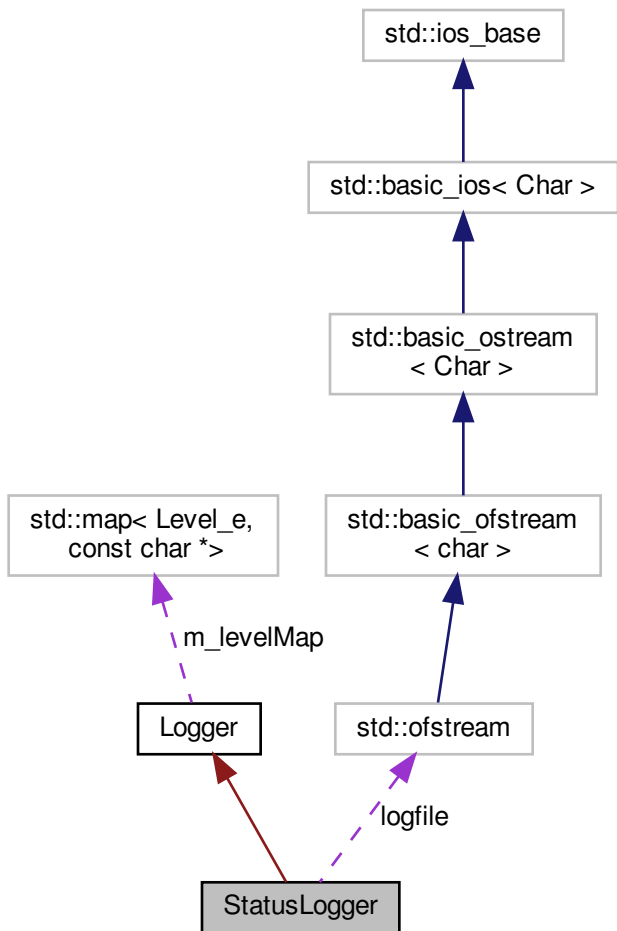 std::ios_base
std::basic_ios< Char >
std::basic_ostream
< Char >
std::map< Level_e,
const char *>
std::basic_ofstream
< char >
m_levelMap
Logger
std::ofstream
logfile
StatusLogger